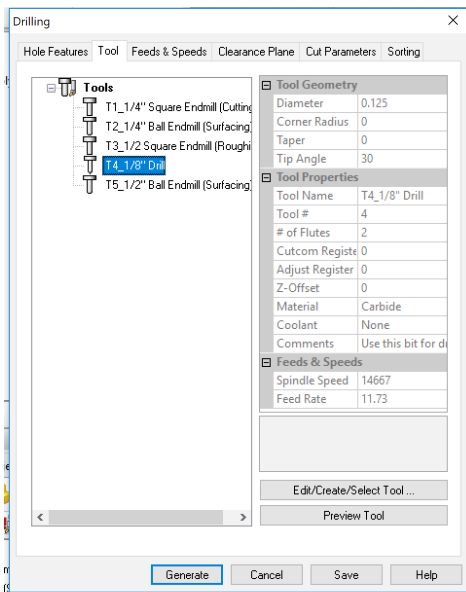 Drilling
Hole Features Tool Feeds & Speeds Clearance Plane Cut Parameters Sorting
Tools
T1_1/4" Square Endmill (Cutting
T2_1/4" Ball Endmill (Surfacing
T3_1/2 Square Endmill (Roughi
T4_1/8" Drill
T5_1/2" Ball Endmill (Surfacing
Tool Geometry
Diameter 0.125
Corner Radius 0
Taper 0
Tip Angle 30
Tool Properties
Tool Name T4_1/8" Drill
Tool # 4
# of Flutes 2
Cutcom Registe 0
Adjust Register 0
Z-Offset 0
Material Carbide
Coolant None
Comments Use this bit for dr
Feeds & Speeds
Spindle Speed 14667
Feed Rate 11.73
Edit/Create/Select Tool ...
Preview Tool
Generate Cancel Save Help